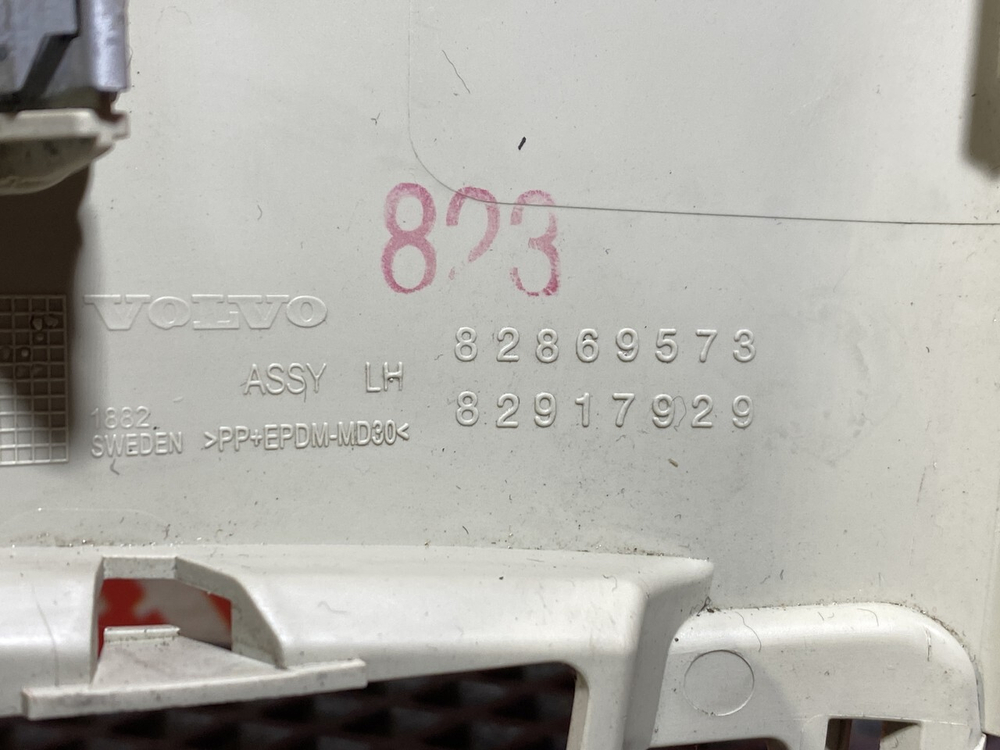 823
VOLVO
82869573
ASSY LH
82917929
1882
SWEDEN >PP+EPDM-MD30<